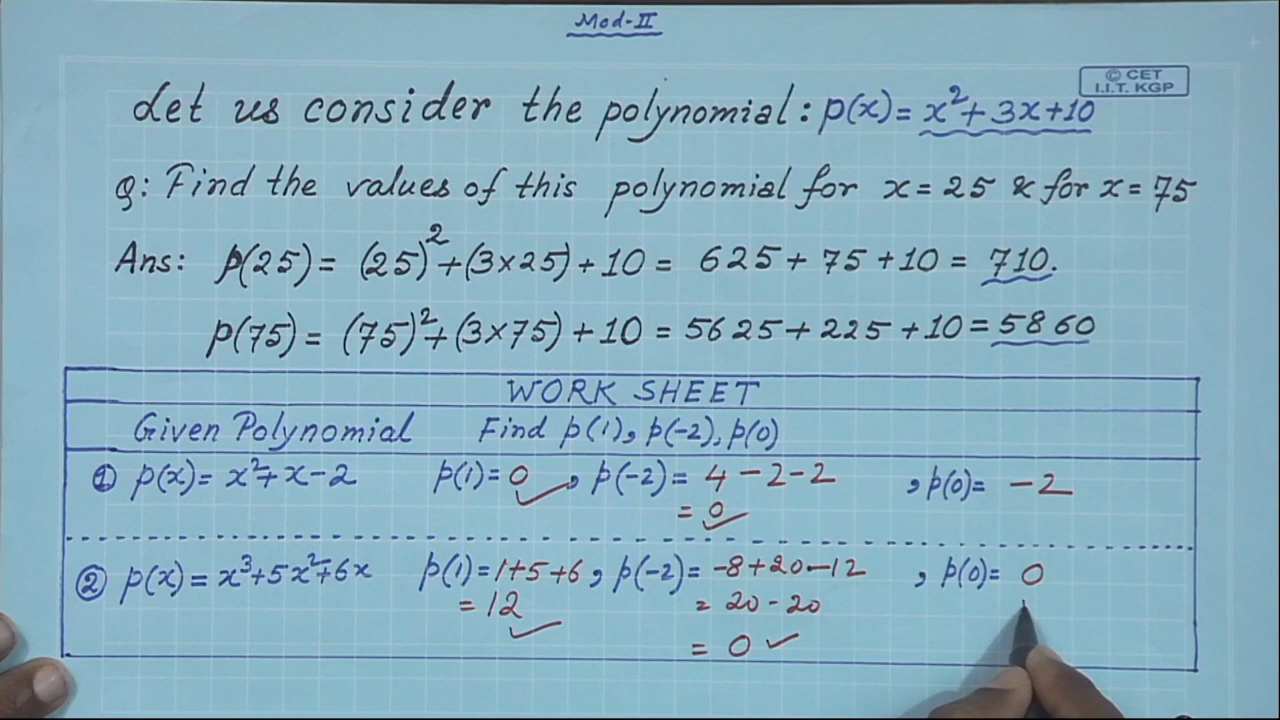 Mod-II
© CET
I.I.T. KGP
Let us consider the polynomial: p(x) = x² + 3x + 10
Q: Find the values of this polynomial for x = 25 & for x = 75
Ans: p(25) = (25)² + (3×25) + 10 = 625 + 75 + 10 = 710.
p(75) = (75)² + (3×75) + 10 = 5625 + 225 + 10 = 5860
WORK SHEET
Given Polynomial Find p(1), p(-2), p(0)
① p(x) = x² + x - 2 p(1) = 0 , p(-2) = 4 - 2 - 2 , p(0) = -2
= 0
② p(x) = x³ + 5x² + 6x p(1) = 1+5+6 , p(-2) = -8+20-12 , p(0) = 0
= 12 = 20 - 20
= 0